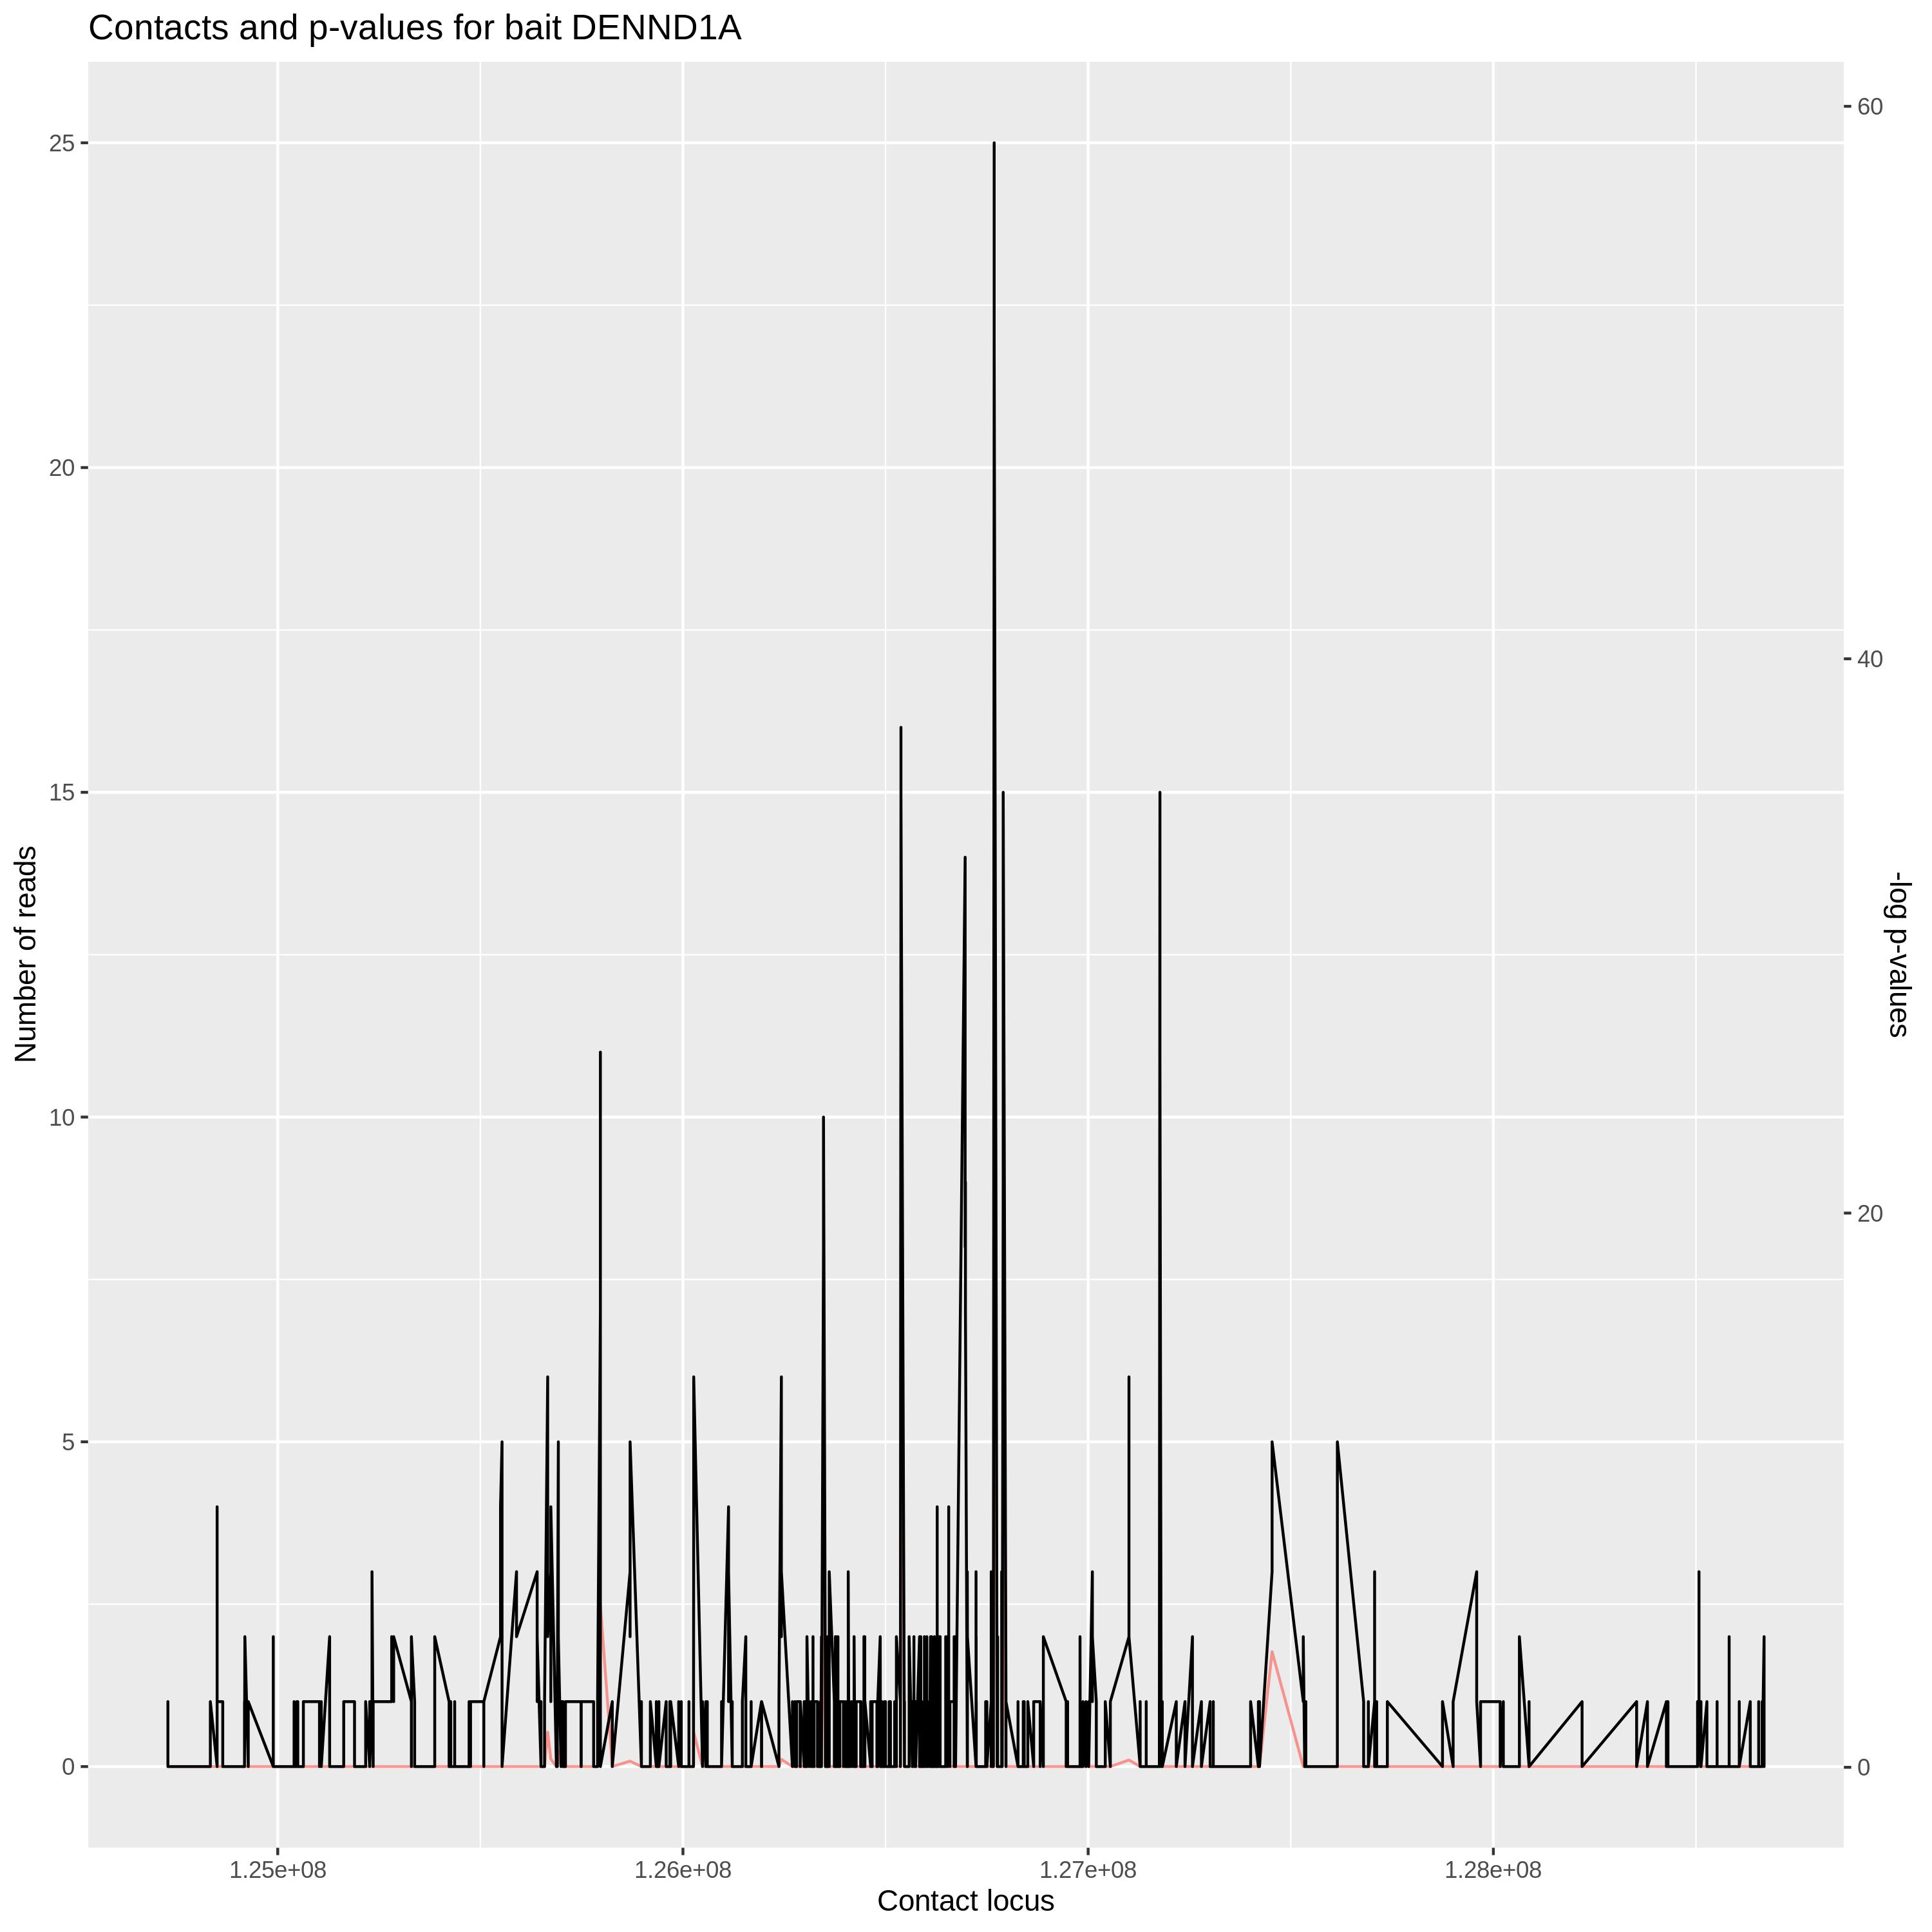 Contacts and p-values for bait DENND1A
25
20
15
10
5
0
Number of reads
60
40
20
0
-log p-values
1.25e+08
1.26e+08
1.27e+08
1.28e+08
Contact locus